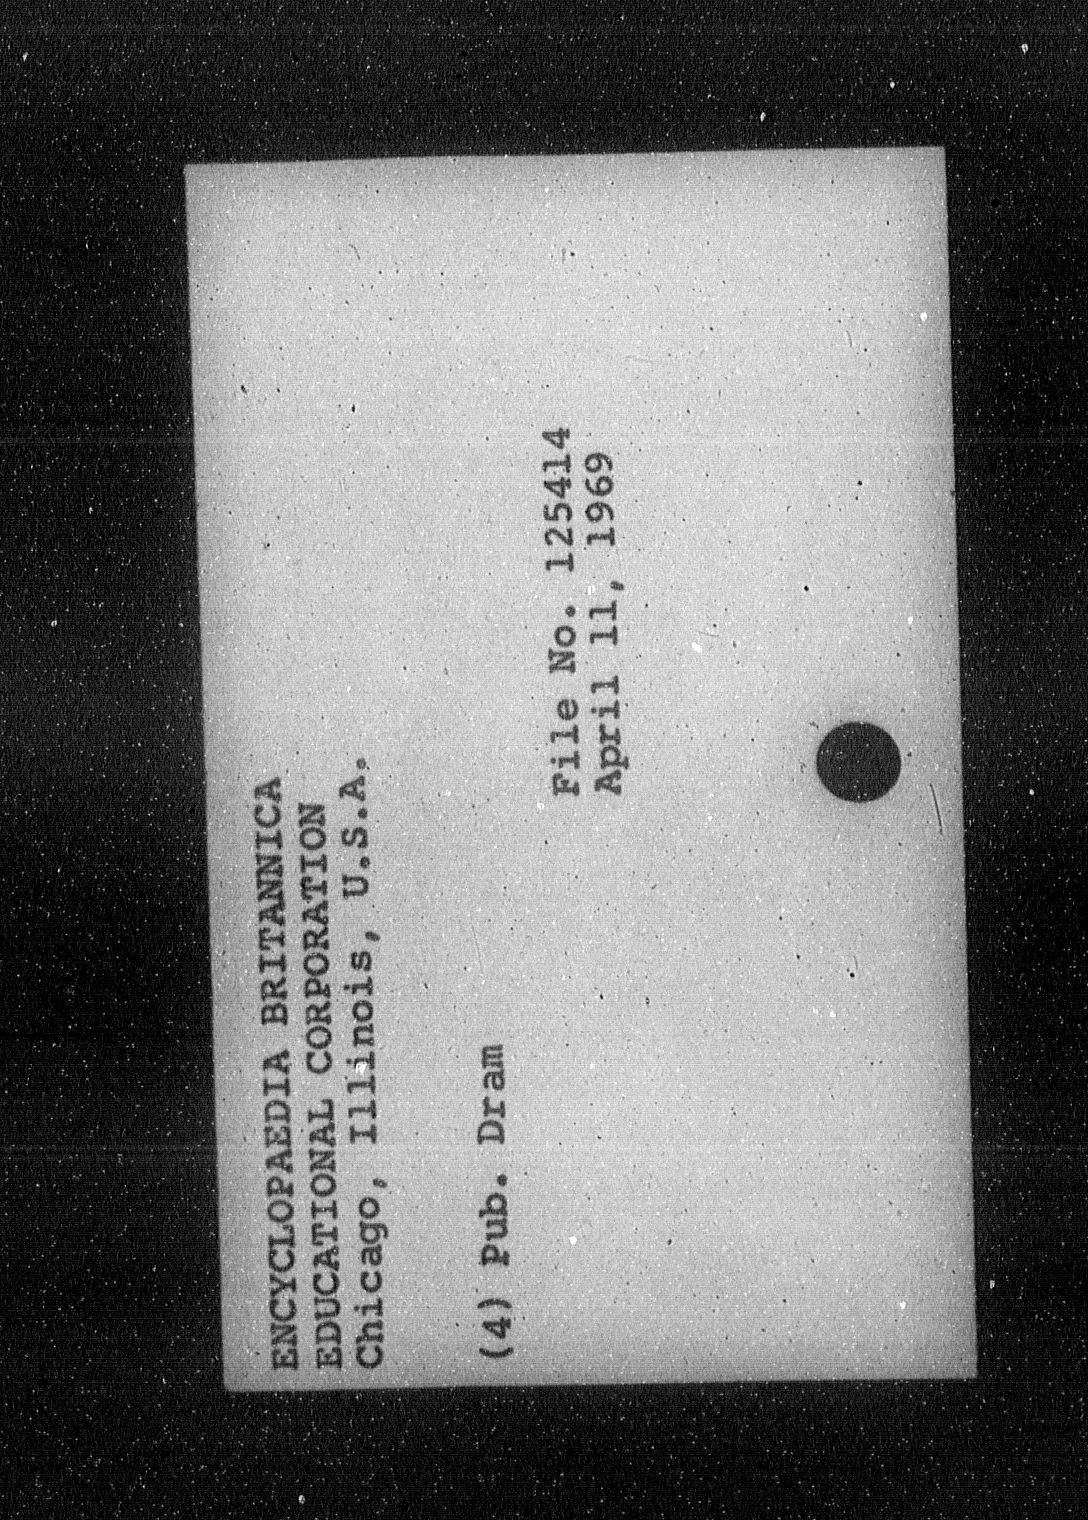 ENCYCLOPAEDIA BRITANNICA
EDUCATIONAL CORPORATION
Chicago, Illinois, U.S.A.
(4) Pub. Dram
File No. 125414
April 11, 1969